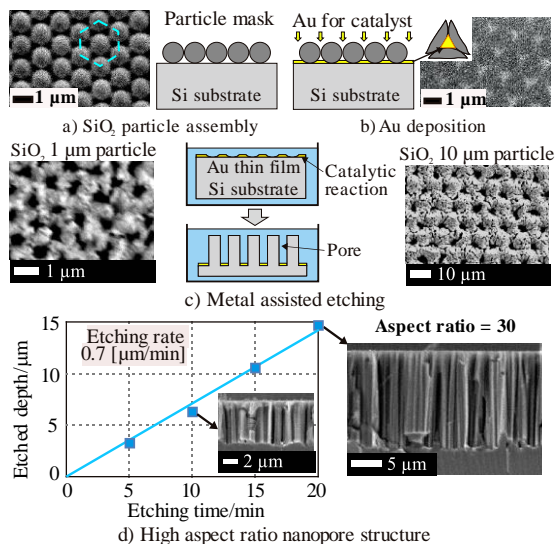 Particle mask
Au for catalyst
1 µm
Si substrate
Si substrate
1 µm
a) SiO₂ particle assembly
b) Au deposition
SiO₂ 1 µm particle
Au thin film
Si substrate
Catalytic
reaction
SiO₂ 10 µm particle
Pore
1 µm
10 µm
c) Metal assisted etching
15
10
5
0
Etched depth/µm
Etching rate
0.7 [µm/min]
2 µm
0
5
10
15
20
Etching time/min
Aspect ratio = 30
5 µm
d) High aspect ratio nanopore structure